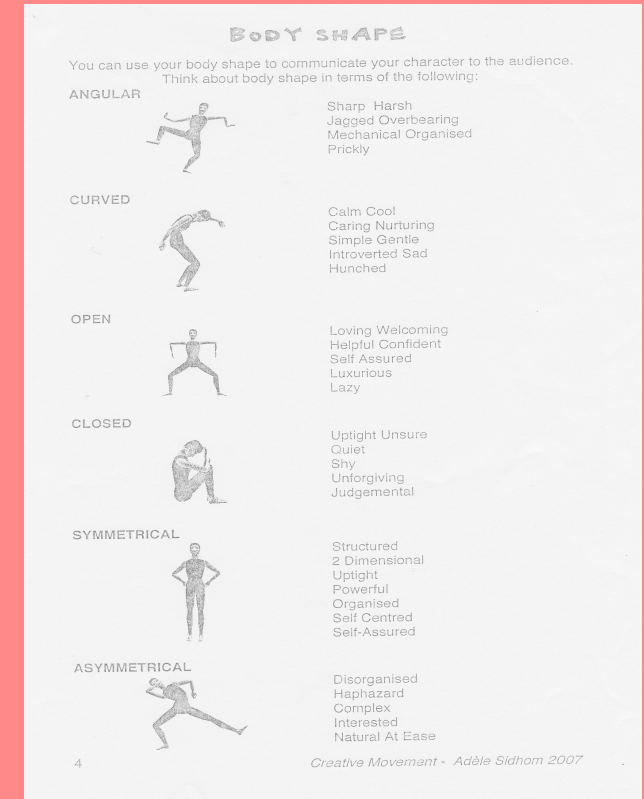 BODY SHAPE
You can use your body shape to communicate your character to the audience.
Think about body shape in terms of the following:
ANGULAR
Sharp Harsh
Jagged Overbearing
Mechanical Organised
Prickly
CURVED
Calm Cool
Caring Nurturing
Simple Gentle
Introverted Sad
Hunched
OPEN
Loving Welcoming
Helpful Confident
Self Assured
Luxurious
Lazy
CLOSED
Uptight Unsure
Quiet
Shy
Unforgiving
Judgemental
SYMMETRICAL
Structured
2 Dimensional
Uptight
Powerful
Organised
Self Centred
Self-Assured
ASYMMETRICAL
Disorganised
Haphazard
Complex
Interested
Natural At Ease
4
Creative Movement - Adèle Sidhom 2007